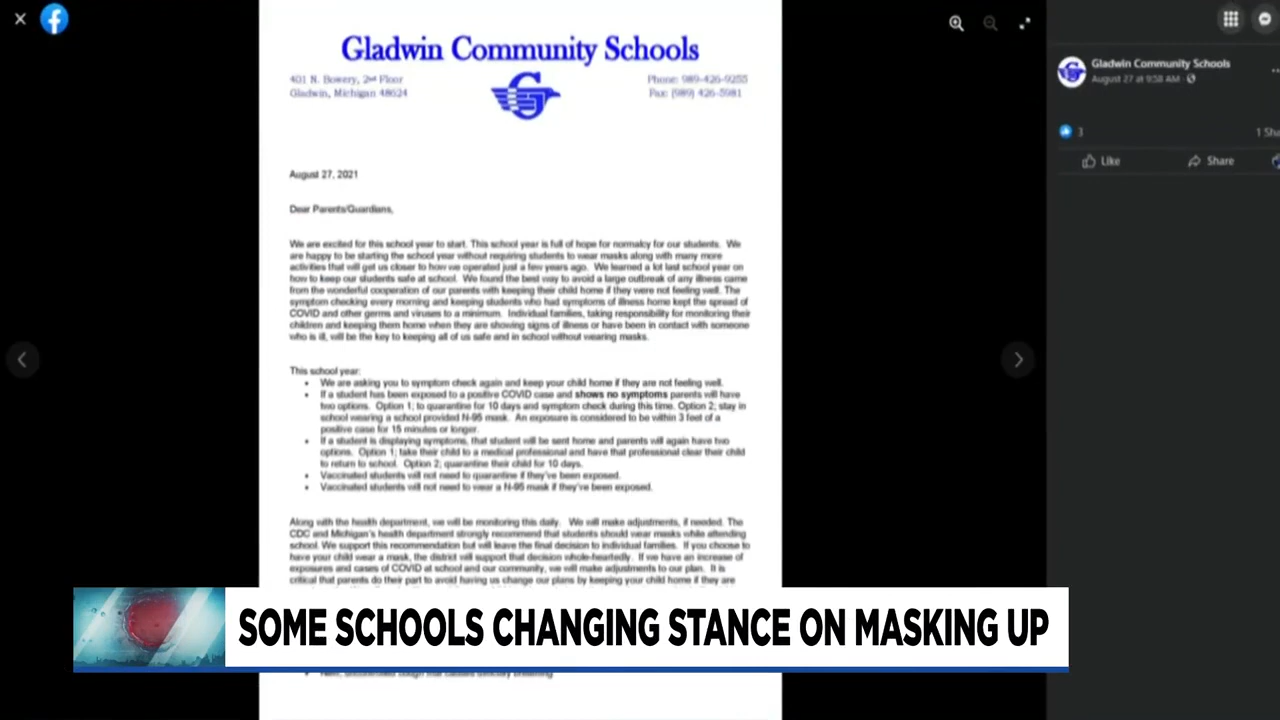 Gladwin Community Schools
401 N. Bowery, 2nd Floor
Gladwin, Michigan 48624
Phone: 989-426-9255
Fax: (989) 426-5981
August 27, 2021
Dear Parents/Guardians,
We are excited for this school year to start. This school year is full of hope for normalcy for our students. We
are happy to be starting the school year without requiring students to wear masks along with many more
activities that will get us closer to how we operated just a few years ago. We learned a lot last school year on
how to keep our students safe at school. We found the best way to avoid a large outbreak of any illness came
from the wonderful cooperation of our parents with keeping their child home if they were not feeling well. The
symptom checking every morning and keeping students who had symptoms of illness home kept the spread of
COVID and other germs and viruses to a minimum. Individual families, taking responsibility for monitoring their
children and keeping them home when they are showing signs of illness or have been in contact with someone
who is ill, will be the key to keeping all of us safe and in school without wearing masks.
This school year:
• We are asking you to symptom check again and keep your child home if they are not feeling well.
• If a student has been exposed to a positive COVID case and shows no symptoms parents will have
two options. Option 1; to quarantine for 10 days and symptom check during this time. Option 2; stay in
school wearing a school provided N-95 mask. An exposure is considered to be within 3 feet of a
positive case for 15 minutes or longer.
• If a student is displaying symptoms, that student will be sent home and parents will again have two
options. Option 1; take their child to a medical professional and have that professional clear their child
to return to school. Option 2; quarantine their child for 10 days.
• Vaccinated students will not need to quarantine if they've been exposed.
• Vaccinated students will not need to wear a N-95 mask if they've been exposed.
Along with the health department, we will be monitoring this daily. We will make adjustments, if needed. The
CDC and Michigan's health department strongly recommend that students should wear masks while attending
school. We support this recommendation but will leave the final decision to individual families. If you choose to
have your child wear a mask, the district will support that decision whole-heartedly. If we have an increase of
exposures and cases of COVID at school and our community, we will make adjustments to our plan. It is
critical that parents do their part to avoid having us change our plans by keeping your child home if they are
SOME SCHOOLS CHANGING STANCE ON MASKING UP
Gladwin Community Schools
August 27 at 9:58 AM
3
1 Sha
Like
Share